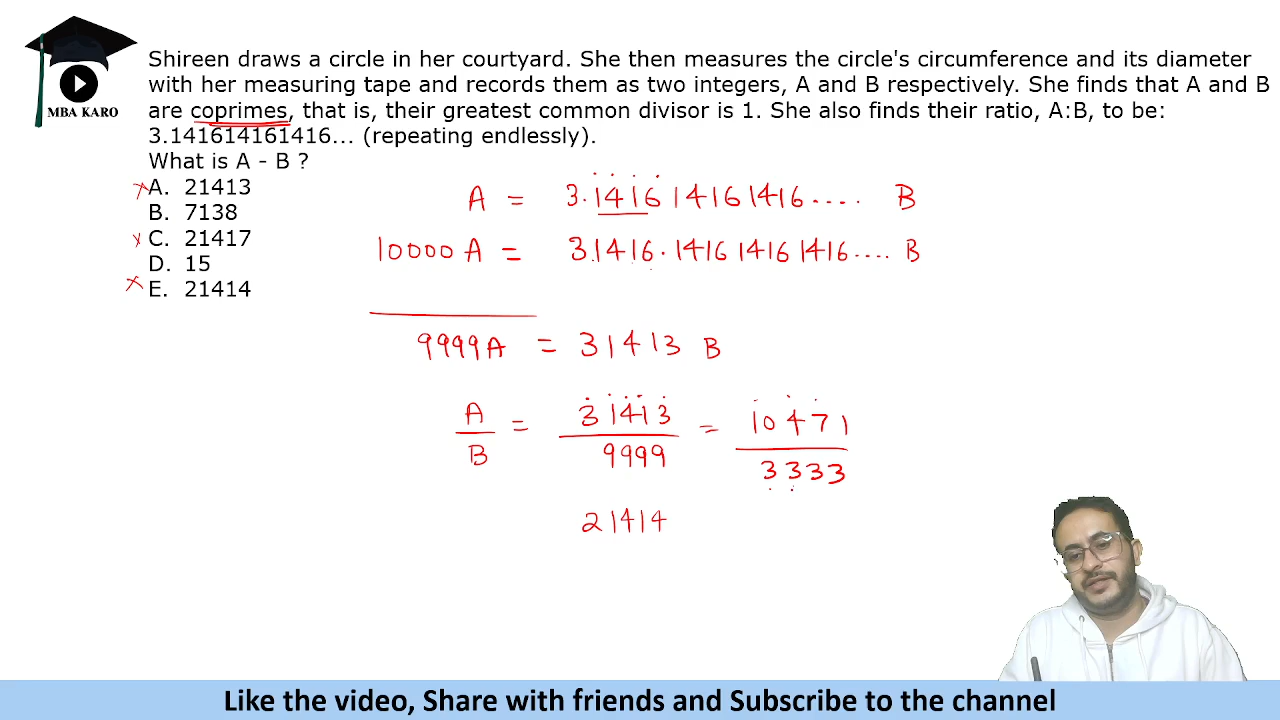 Shireen draws a circle in her courtyard. She then measures the circle's circumference and its diameter
with her measuring tape and records them as two integers, A and B respectively. She finds that A and B
MBA KARO
are coprimes, that is, their greatest common divisor is 1. She also finds their ratio, A:B, to be:
3.141614161416... (repeating endlessly).
What is A - B ?
A. 21413
B. 7138
C. 21417
D. 15
E. 21414
A = 3.1416 1416 1416 .... B
10000 A = 31416.1416 1416 1416 .... B
9999A = 31413 B
A/B = 31413/9999 = 10471/3333
21414
Like the video, Share with friends and Subscribe to the channel